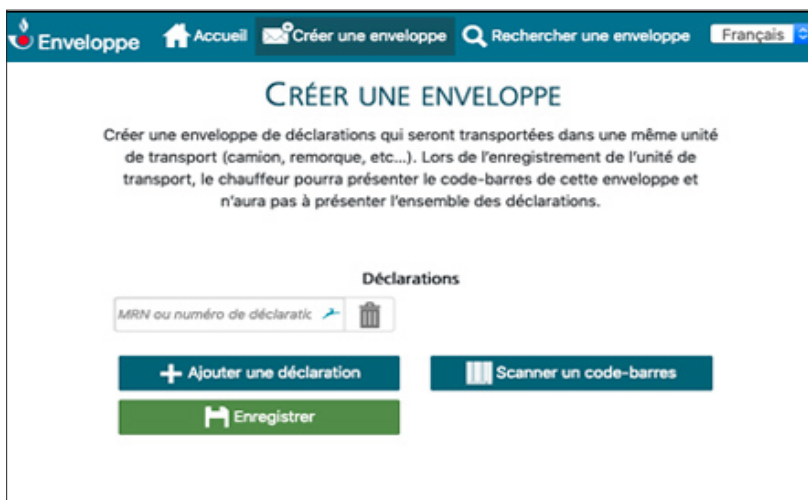 Enveloppe Accueil Créer une enveloppe Rechercher une enveloppe Français
CRÉER UNE ENVELOPPE
Créer une enveloppe de déclarations qui seront transportées dans une même unité
de transport (camion, remorque, etc...). Lors de l'enregistrement de l'unité de
transport, le chauffeur pourra présenter le code-barres de cette enveloppe et
n'aura pas à présenter l'ensemble des déclarations.
Déclarations
MRN ou numéro de déclaratic
Ajouter une déclaration Scanner un code-barres
Enregistrer